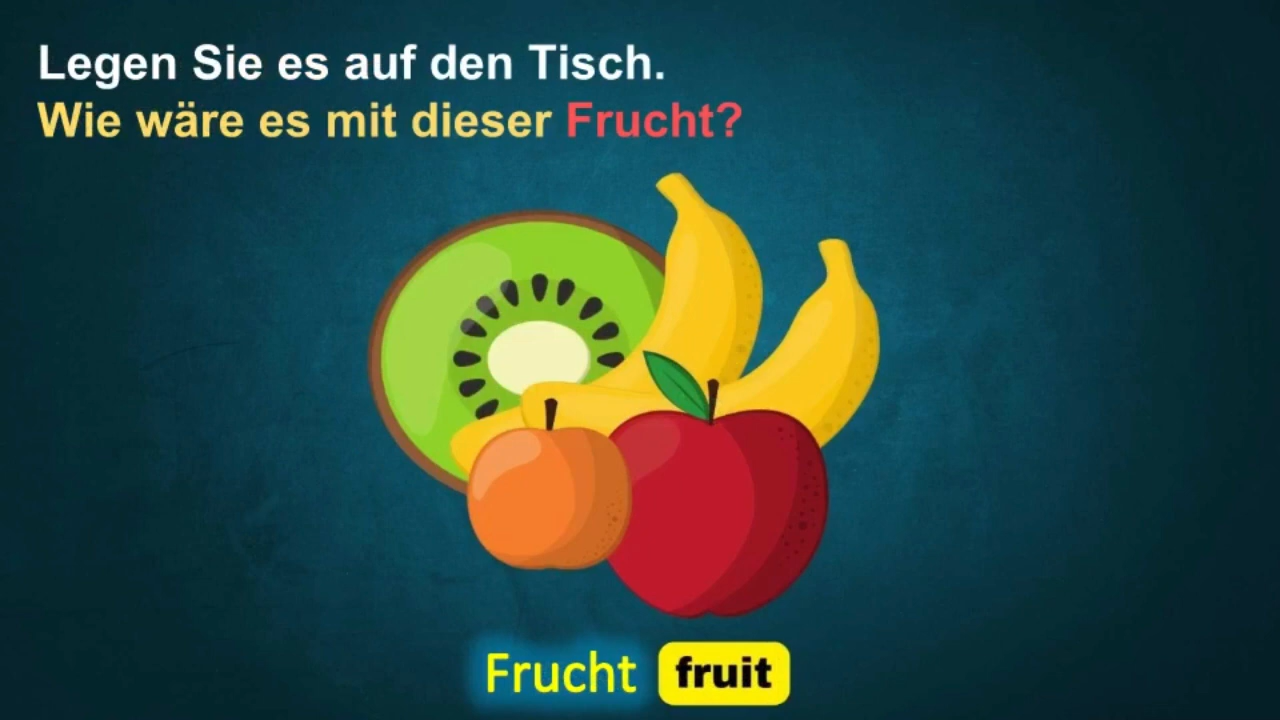 Legen Sie es auf den Tisch.
Wie wäre es mit dieser Frucht?
Frucht fruit